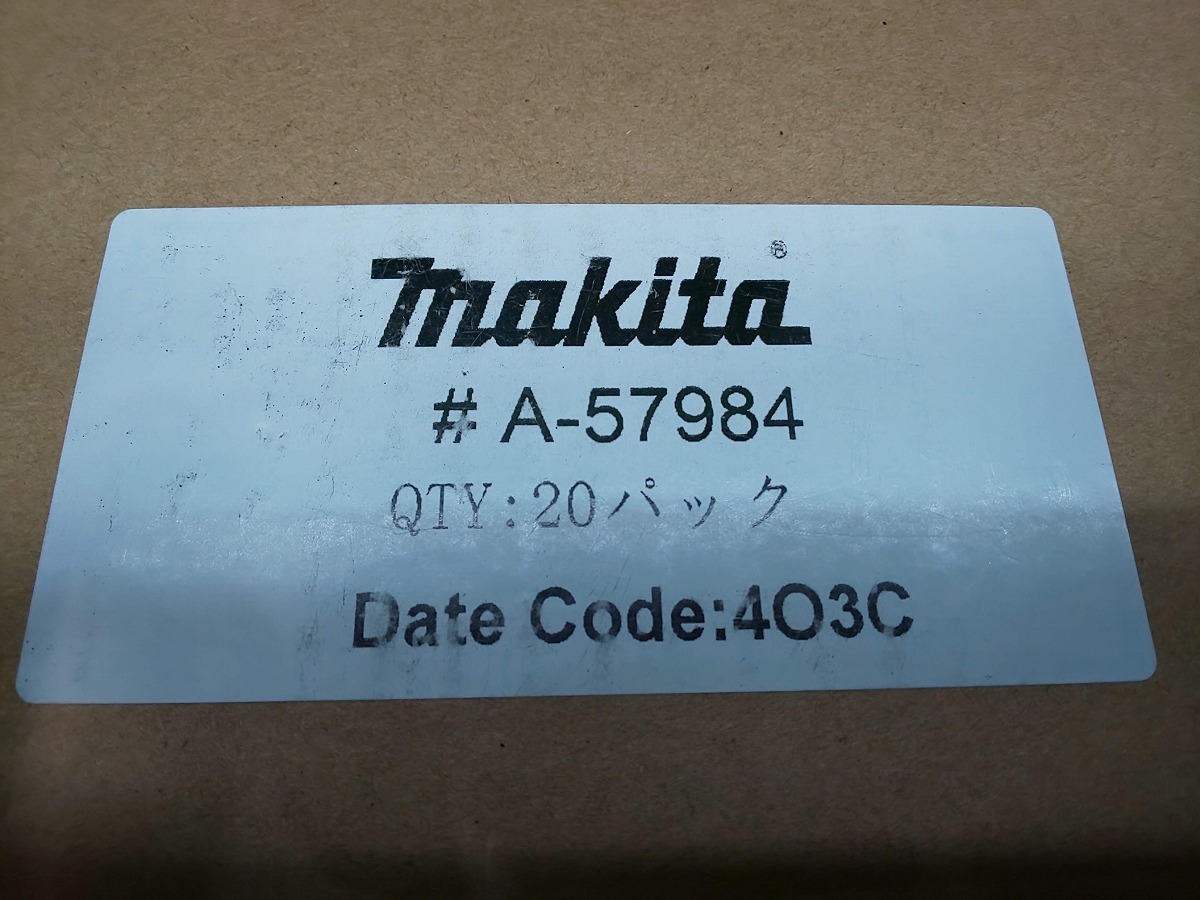 makita®
# A-57984
QTY:20パック
Date Code:4O3C